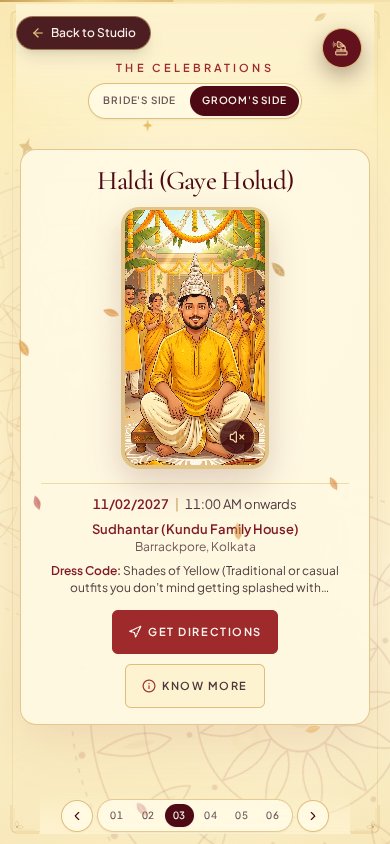 Back to Studio
THE CELEBRATIONS
BRIDE'S SIDE
GROOM'S SIDE
Haldi (Gaye Holud)
11/02/2027 | 11:00 AM onwards
Sudhantar (Kundu Family House)
Barrackpore, Kolkata
Dress Code: Shades of Yellow (Traditional or casual
outfits you don't mind getting splashed with...
GET DIRECTIONS
KNOW MORE
01 02 03 04 05 06